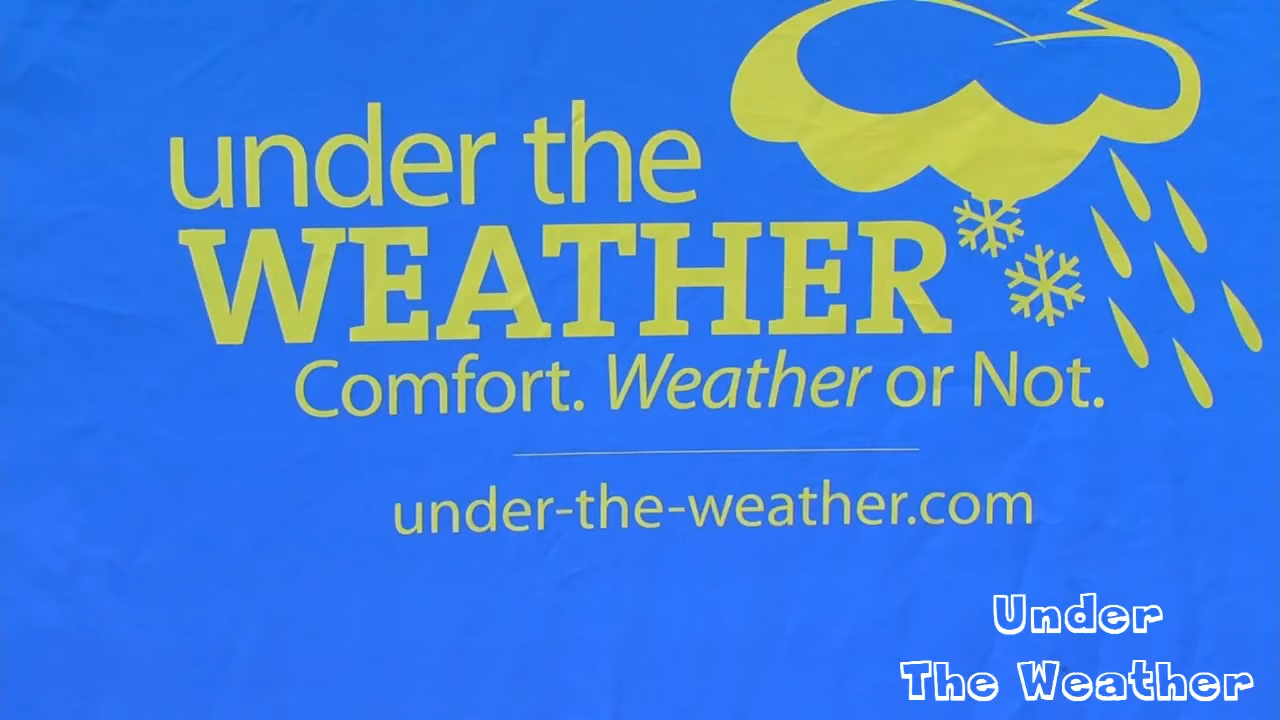 under the
WEATHER
Comfort. Weather or Not.
under-the-weather.com
Under
The Weather